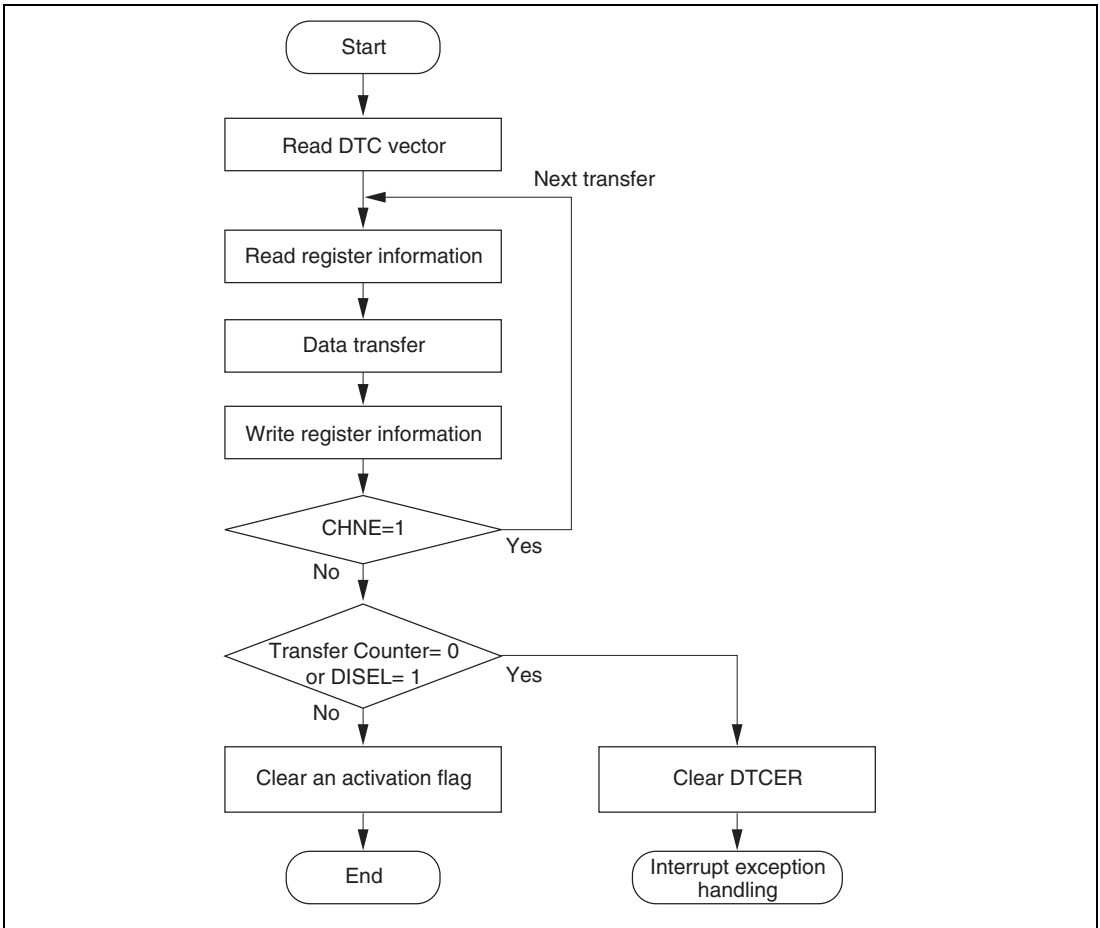 Start
Read DTC vector
Next transfer
Read register information
Data transfer
Write register information
CHNE=1
Yes
No
Transfer Counter= 0
or DISEL= 1
Yes
No
Clear an activation flag
Clear DTCER
End
Interrupt exception
handling